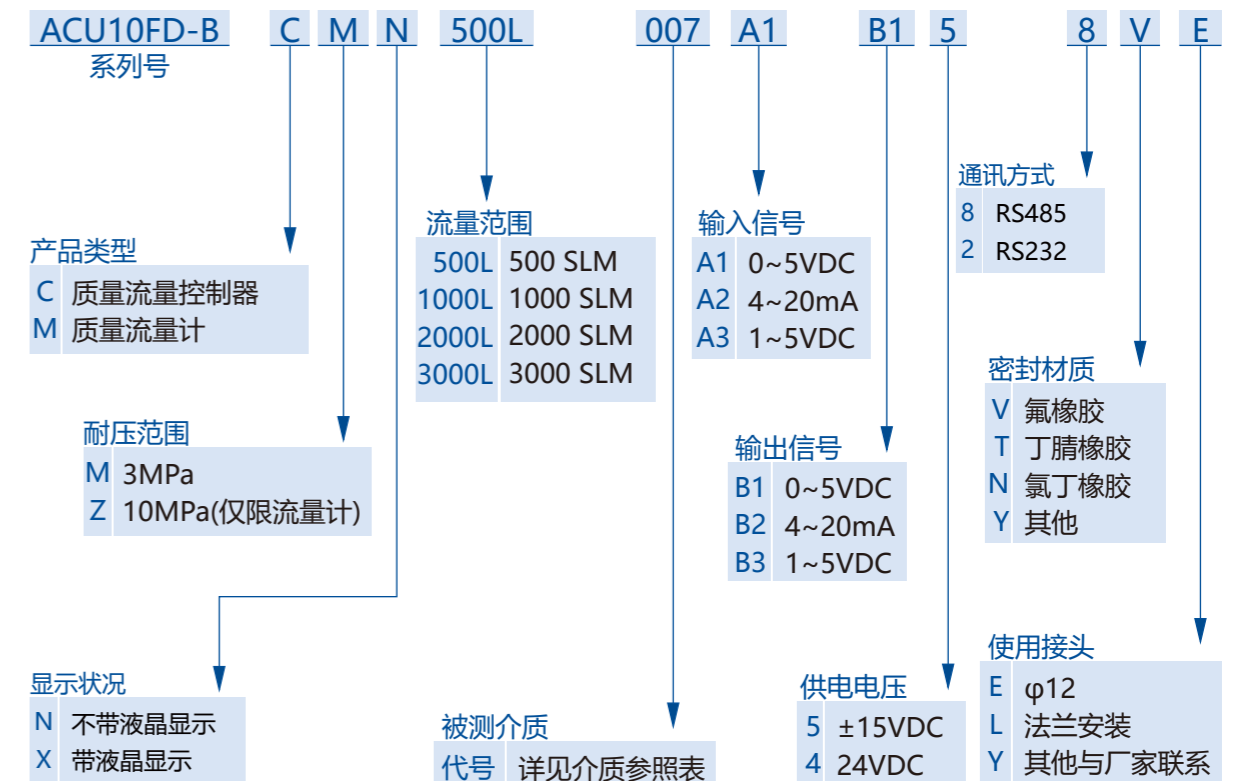 ACU10FD-B C M N 500L 007 A1 B1 5 8 V E
系列号
通讯方式
8 RS485
2 RS232
流量范围
500L 500 SLM
1000L 1000 SLM
2000L 2000 SLM
3000L 3000 SLM
输入信号
A1 0~5VDC
A2 4~20mA
A3 1~5VDC
产品类型
C 质量流量控制器
M 质量流量计
密封材质
V 氟橡胶
T 丁腈橡胶
N 氯丁橡胶
Y 其他
耐压范围
M 3MPa
Z 10MPa(仅限流量计)
输出信号
B1 0~5VDC
B2 4~20mA
B3 1~5VDC
显示状况
N 不带液晶显示
X 带液晶显示
被测介质
代号 详见介质参照表
供电电压
5 ±15VDC
4 24VDC
使用接头
E φ12
L 法兰安装
Y 其他与厂家联系